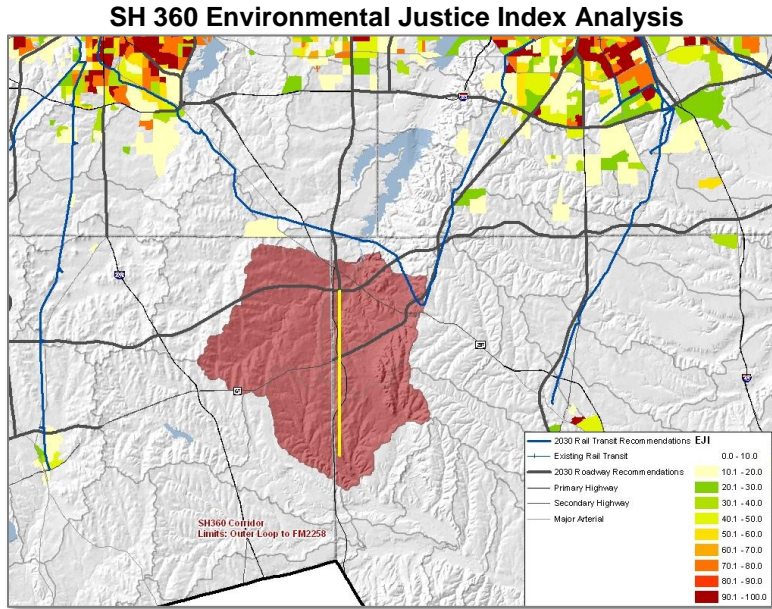 SH 360 Environmental Justice Index Analysis
67
287
SH360 Corridor
Limits: Outer Loop to FM2258
2030 Rail Transit Recommendations
Existing Rail Transit
2030 Roadway Recommendations
Primary Highway
Secondary Highway
Major Arterial
EJI
0.0 - 10.0
10.1 - 20.0
20.1 - 30.0
30.1 - 40.0
40.1 - 50.0
50.1 - 60.0
60.1 - 70.0
70.1 - 80.0
80.1 - 90.0
90.1 - 100.0